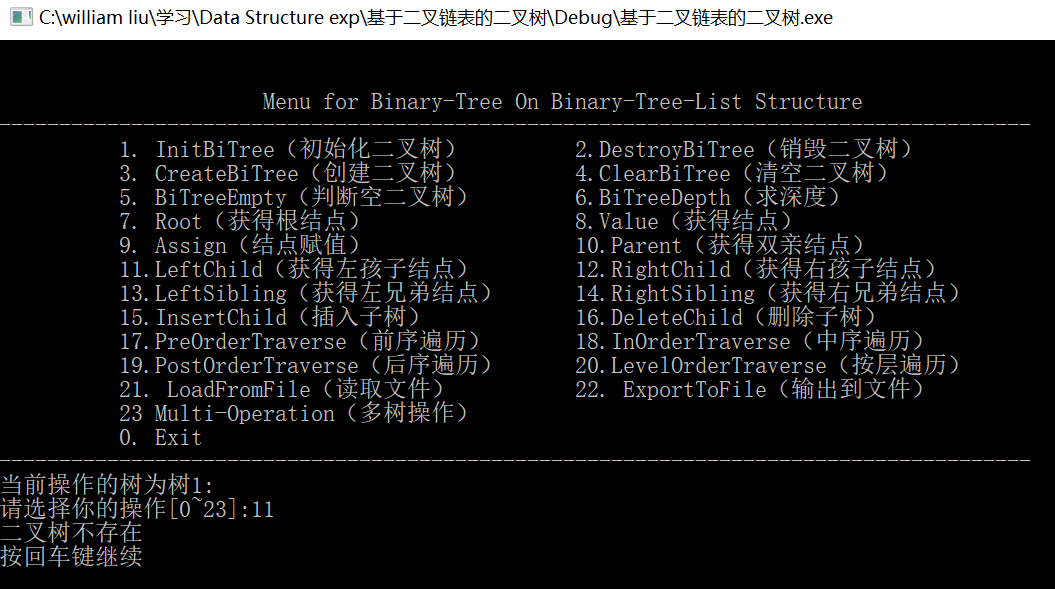 C:\william liu\学习\Data Structure exp\基于二叉链表的二叉树\Debug\基于二叉链表的二叉树.exe
Menu for Binary-Tree On Binary-Tree-List Structure
1. InitBiTree（初始化二叉树） 2.DestroyBiTree（销毁二叉树）
3. CreateBiTree（创建二叉树） 4.ClearBiTree（清空二叉树）
5. BiTreeEmpty（判断空二叉树） 6.BiTreeDepth（求深度）
7. Root（获得根结点） 8.Value（获得结点）
9. Assign（结点赋值） 10.Parent（获得双亲结点）
11.LeftChild（获得左孩子结点） 12.RightChild（获得右孩子结点）
13.LeftSibling（获得左兄弟结点） 14.RightSibling（获得右兄弟结点）
15.InsertChild（插入子树） 16.DeleteChild（删除子树）
17.PreOrderTraverse（前序遍历） 18.InOrderTraverse（中序遍历）
19.PostOrderTraverse（后序遍历） 20.LevelOrderTraverse（按层遍历）
21. LoadFromFile（读取文件） 22. ExportToFile（输出到文件）
23 Multi-Operation（多树操作）
0. Exit
当前操作的树为树1:
请选择你的操作[0~23]:11
二叉树不存在
按回车键继续